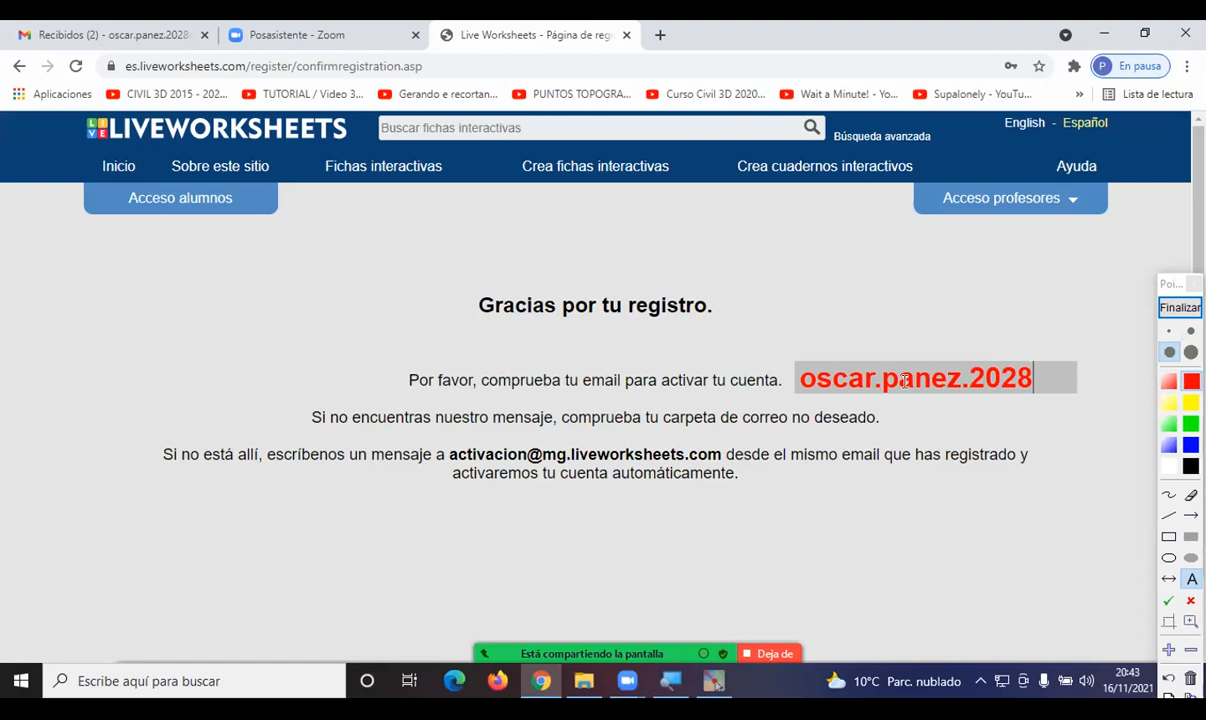 Recibidos (2) - oscar.panez.2028
Posasistente - Zoom
Live Worksheets - Página de reg
es.liveworksheets.com/register/confirmregistration.asp
P En pausa
Aplicaciones
CIVIL 3D 2015 - 202...
TUTORIAL / Video 3...
Gerando e recortan...
PUNTOS TOPOGRA...
Curso Civil 3D 2020...
Wait a Minute! - Yo...
Supalonely - YouTu...
»
Lista de lectura
LIVE LIVEWORKSHEETS
Buscar fichas interactivas
Búsqueda avanzada
English - Español
Inicio
Sobre este sitio
Fichas interactivas
Crea fichas interactivas
Crea cuadernos interactivos
Ayuda
Acceso alumnos
Acceso profesores
Poi...
Finalizar
Gracias por tu registro.
Por favor, comprueba tu email para activar tu cuenta. oscar.panez.2028
Si no encuentras nuestro mensaje, comprueba tu carpeta de correo no deseado.
Si no está allí, escríbenos un mensaje a activacion@mg.liveworksheets.com desde el mismo email que has registrado y
activaremos tu cuenta automáticamente.
A
Está compartiendo la pantalla
Deja de
Escribe aquí para buscar
10°C Parc. nublado
20:43
16/11/2021